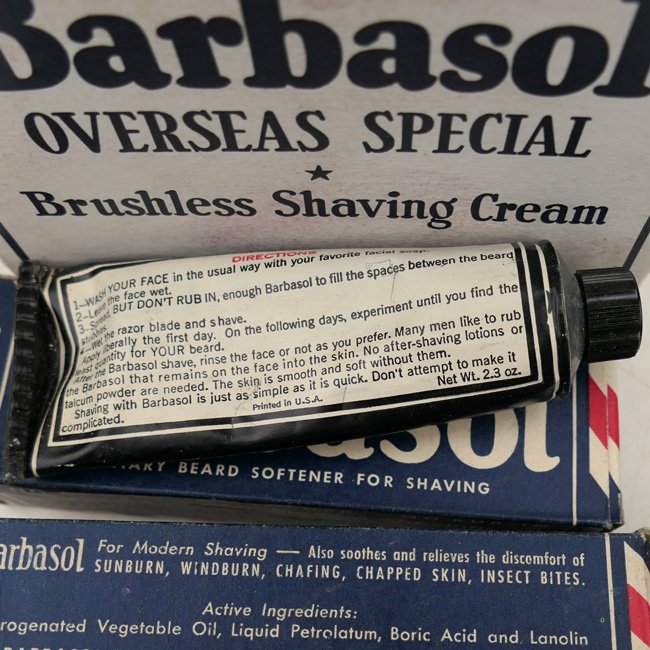 Barbasol
OVERSEAS SPECIAL
Brushless Shaving Cream
DIRECTIONS
1—WASH YOUR FACE in the usual way with your favorite facial soap.
2—Leave the face wet.
3—Spread, BUT DON'T RUB IN, enough Barbasol to fill the spaces between the beard
stubbles.
4—Wet the razor blade and shave.
Apply liberally the first day. On the following days, experiment until you find the
least quantity for YOUR beard.
After the Barbasol shave, rinse the face or not as you prefer. Many men like to rub
the Barbasol that remains on the face into the skin. No after-shaving lotions or
talcum powder are needed. The skin is smooth and soft without them.
Shaving with Barbasol is just as simple as it is quick. Don't attempt to make it
complicated.
Net Wt. 2.3 oz.
Printed in U.S.A.
asol
ARY BEARD SOFTENER FOR SHAVING
arbasol For Modern Shaving — Also soothes and relieves the discomfort of
SUNBURN, WINDBURN, CHAFING, CHAPPED SKIN, INSECT BITES.
Active Ingredients:
rogenated Vegetable Oil, Liquid Petrolatum, Boric Acid and Lanolin